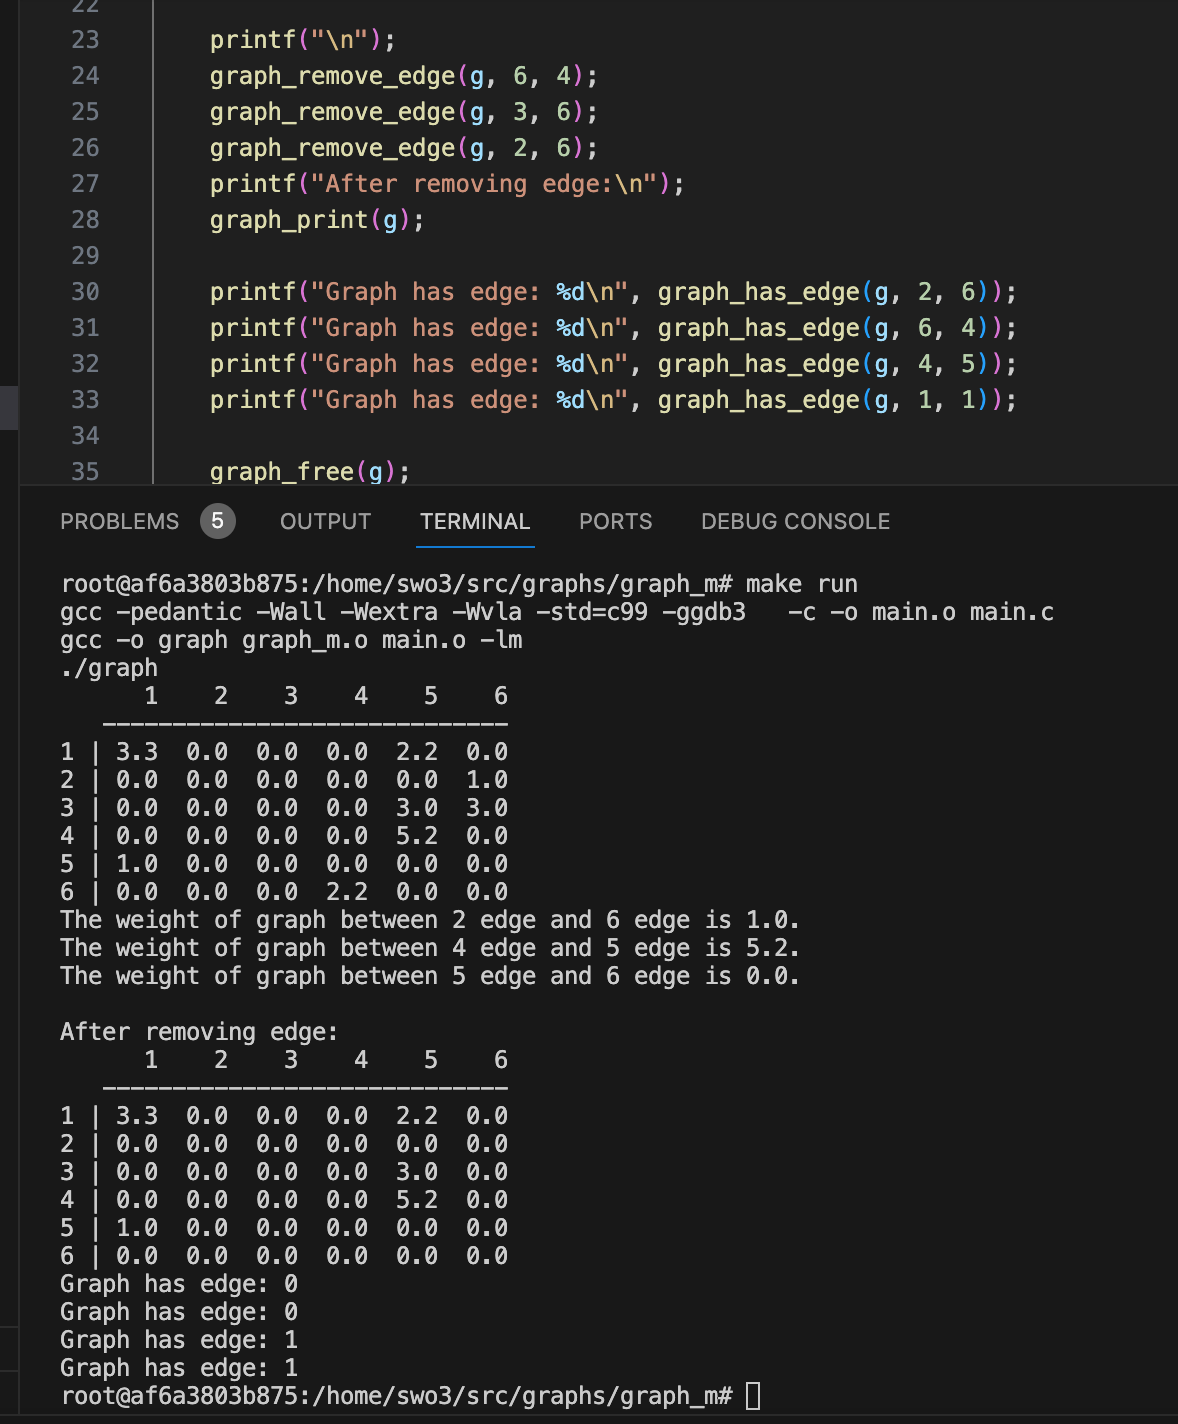 22
23 printf("\n");
24 graph_remove_edge(g, 6, 4);
25 graph_remove_edge(g, 3, 6);
26 graph_remove_edge(g, 2, 6);
27 printf("After removing edge:\n");
28 graph_print(g);
29
30 printf("Graph has edge: %d\n", graph_has_edge(g, 2, 6));
31 printf("Graph has edge: %d\n", graph_has_edge(g, 6, 4));
32 printf("Graph has edge: %d\n", graph_has_edge(g, 4, 5));
33 printf("Graph has edge: %d\n", graph_has_edge(g, 1, 1));
34
35 graph_free(g);
PROBLEMS 5 OUTPUT TERMINAL PORTS DEBUG CONSOLE
root@af6a3803b875:/home/swo3/src/graphs/graph_m# make run
gcc -pedantic -Wall -Wextra -Wvla -std=c99 -ggdb3   -c -o main.o main.c
gcc -o graph graph_m.o main.o -lm
./graph
      1    2    3    4    5    6
   -----------------------------
1 | 3.3  0.0  0.0  0.0  2.2  0.0
2 | 0.0  0.0  0.0  0.0  0.0  1.0
3 | 0.0  0.0  0.0  0.0  3.0  3.0
4 | 0.0  0.0  0.0  0.0  5.2  0.0
5 | 1.0  0.0  0.0  0.0  0.0  0.0
6 | 0.0  0.0  0.0  2.2  0.0  0.0
The weight of graph between 2 edge and 6 edge is 1.0.
The weight of graph between 4 edge and 5 edge is 5.2.
The weight of graph between 5 edge and 6 edge is 0.0.

After removing edge:
      1    2    3    4    5    6
   -----------------------------
1 | 3.3  0.0  0.0  0.0  2.2  0.0
2 | 0.0  0.0  0.0  0.0  0.0  0.0
3 | 0.0  0.0  0.0  0.0  3.0  0.0
4 | 0.0  0.0  0.0  0.0  5.2  0.0
5 | 1.0  0.0  0.0  0.0  0.0  0.0
6 | 0.0  0.0  0.0  0.0  0.0  0.0
Graph has edge: 0
Graph has edge: 0
Graph has edge: 1
Graph has edge: 1
root@af6a3803b875:/home/swo3/src/graphs/graph_m#